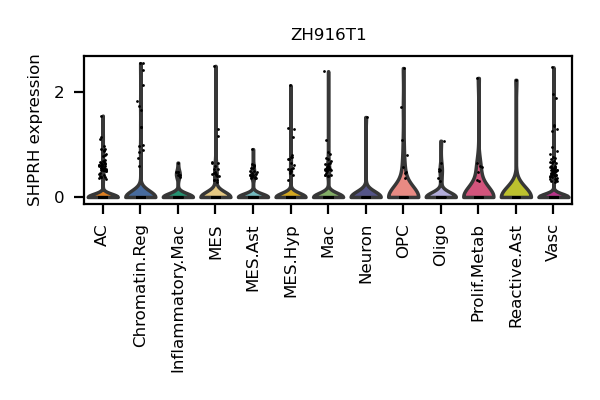 ZH916T1
SHPRH expression
2
0
AC
Chromatin.Reg
Inflammatory.Mac
MES
MES.Ast
MES.Hyp
Mac
Neuron
OPC
Oligo
Prolif.Metab
Reactive.Ast
Vasc